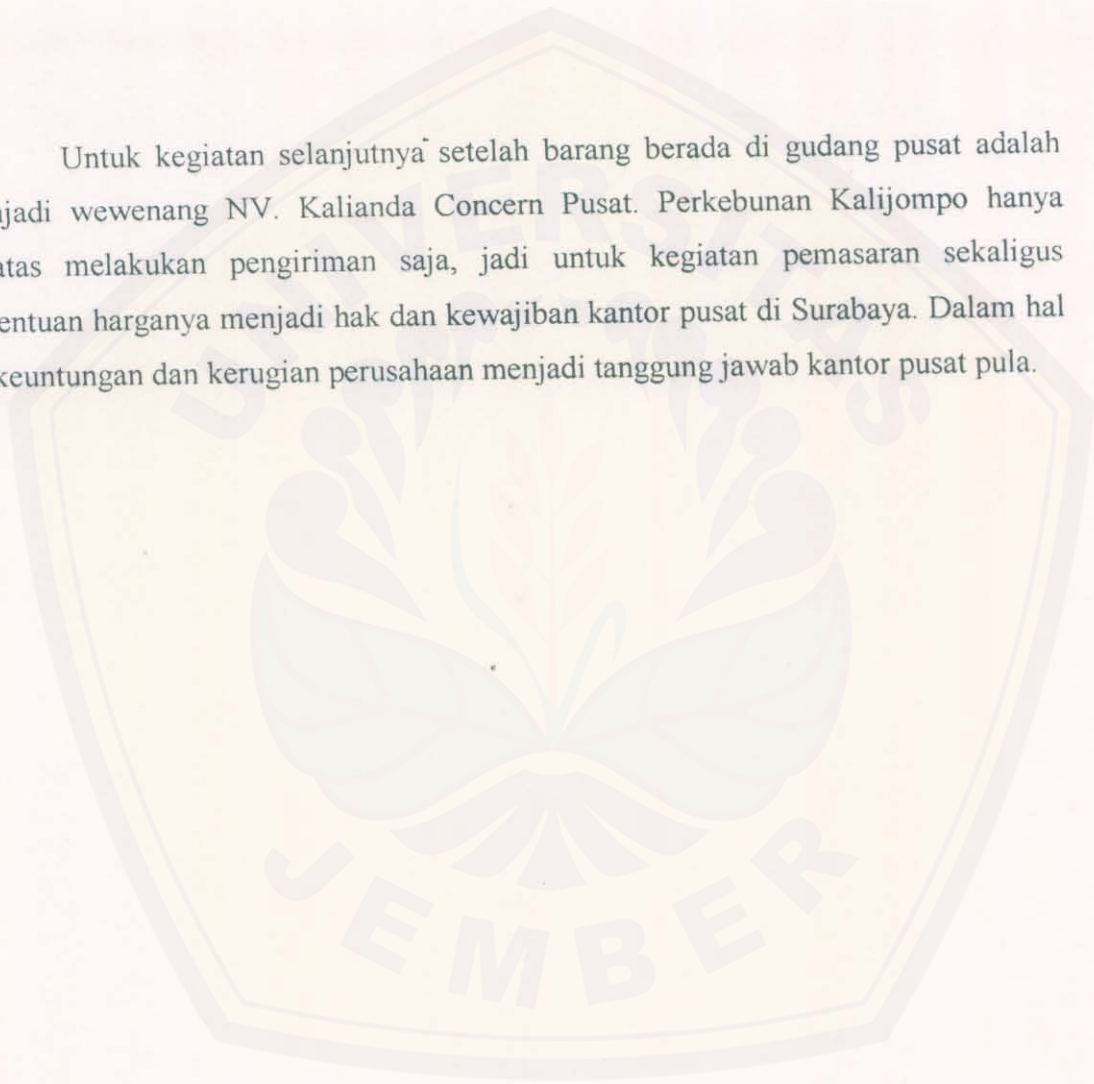 Untuk kegiatan selanjutnya setelah barang berada di gudang pusat adalah
jadi wewenang NV. Kalianda Concern Pusat. Perkebunan Kalijompo hanya
atas melakukan pengiriman saja, jadi untuk kegiatan pemasaran sekaligus
entuan harganya menjadi hak dan kewajiban kantor pusat di Surabaya. Dalam hal
keuntungan dan kerugian perusahaan menjadi tanggung jawab kantor pusat pula.
UNIVERSITAS
JEMBER